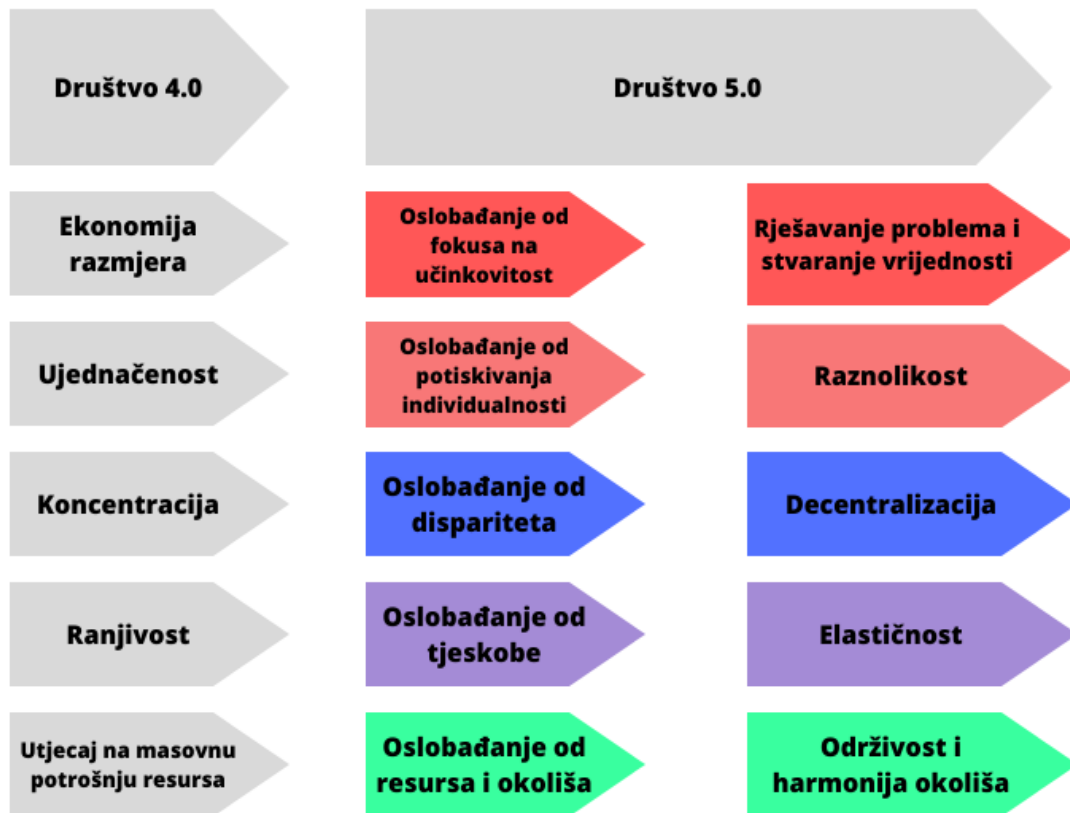 Društvo 4.0
Društvo 5.0
Ekonomija
razmjera
Oslobađanje od
fokusa na
učinkovitost
Rješavanje problema i
stvaranje vrijednosti
Ujednačenost
Oslobađanje od
potiskivanja
individualnosti
Raznolikost
Koncentracija
Oslobađanje od
dispariteta
Decentralizacija
Ranjivost
Oslobađanje od
tjeskobe
Elastičnost
Utjecaj na masovnu
potrošnju resursa
Oslobađanje od
resursa i okoliša
Održivost i
harmonija okoliša